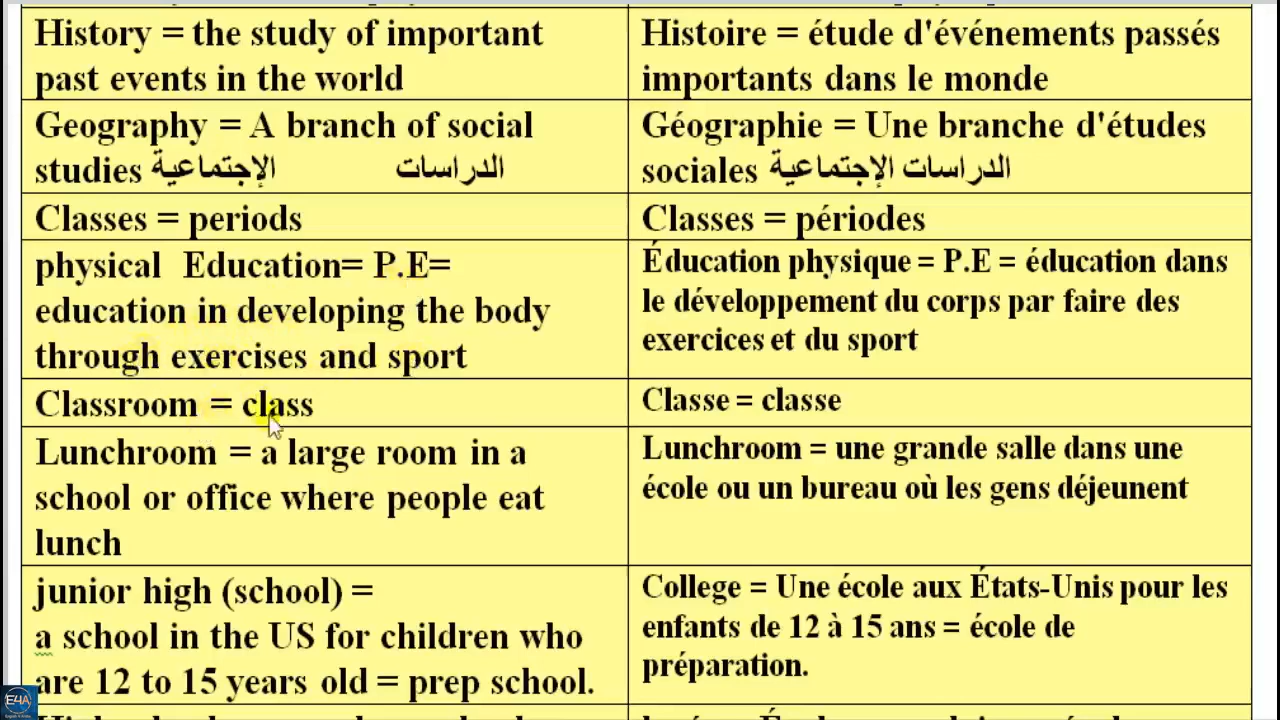 History = the study of important
past events in the world
Histoire = étude d'événements passés
importants dans le monde
Geography = A branch of social
studies الدراسات الإجتماعية
Géographie = Une branche d'études
sociales الدراسات الإجتماعية
Classes = periods
Classes = périodes
physical Education= P.E=
education in developing the body
through exercises and sport
Éducation physique = P.E = éducation dans
le développement du corps par faire des
exercices et du sport
Classroom = class
Classe = classe
Lunchroom = a large room in a
school or office where people eat
lunch
Lunchroom = une grande salle dans une
école ou un bureau où les gens déjeunent
junior high (school) =
a school in the US for children who
are 12 to 15 years old = prep school.
College = Une école aux États-Unis pour les
enfants de 12 à 15 ans = école de
préparation.
E4A